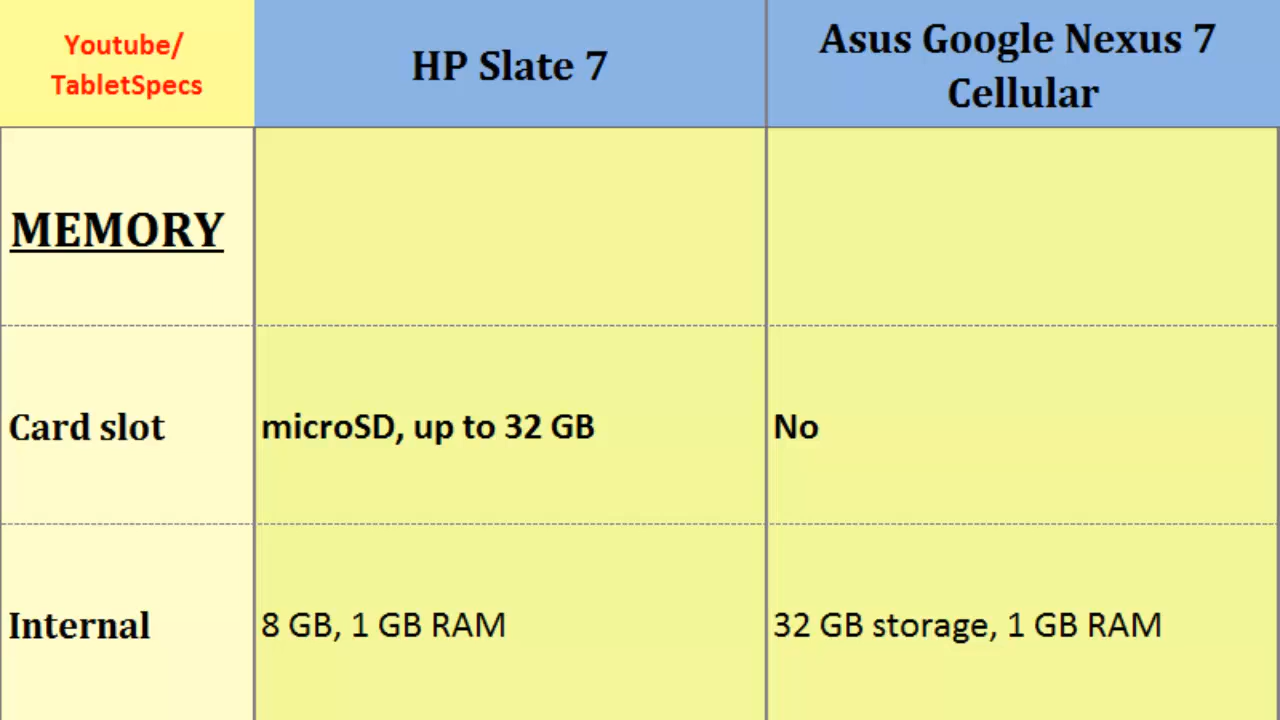 Youtube/
TabletSpecs
HP Slate 7
Asus Google Nexus 7
Cellular
MEMORY
Card slot
microSD, up to 32 GB
No
Internal
8 GB, 1 GB RAM
32 GB storage, 1 GB RAM